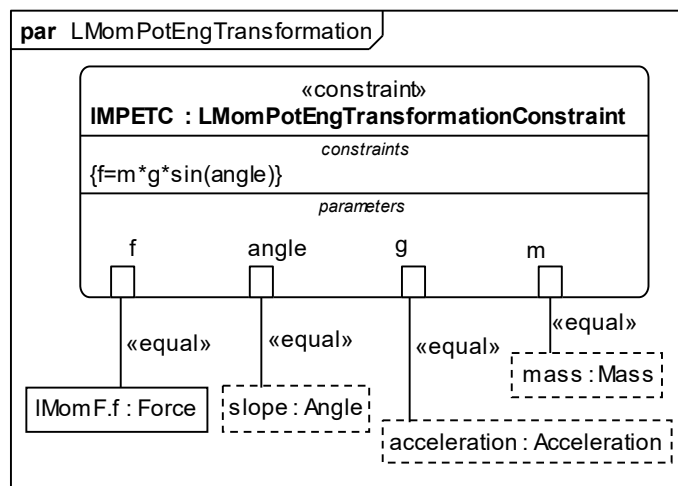 par LMomPotEngTransformation
«constraint»
IMPETC : LMomPotEngTransformationConstraint
constraints
{f=m*g*sin(angle)}
parameters
f angle g m
«equal» «equal» «equal» «equal»
lMomF.f : Force slope : Angle mass : Mass
acceleration : Acceleration